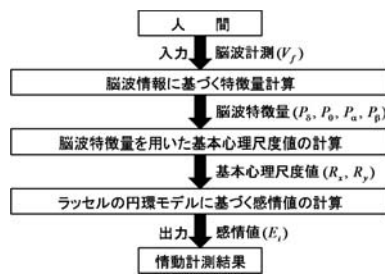 人　間
入力　脳波計測(V_f)
脳波情報に基づく特徴量計算
脳波特徴量(P_δ, P_θ, P_α, P_β)
脳波特徴量を用いた基本心理尺度値の計算
基本心理尺度値(R_x, R_y)
ラッセルの円環モデルに基づく感情値の計算
出力　感情値(E_i)
情動計測結果